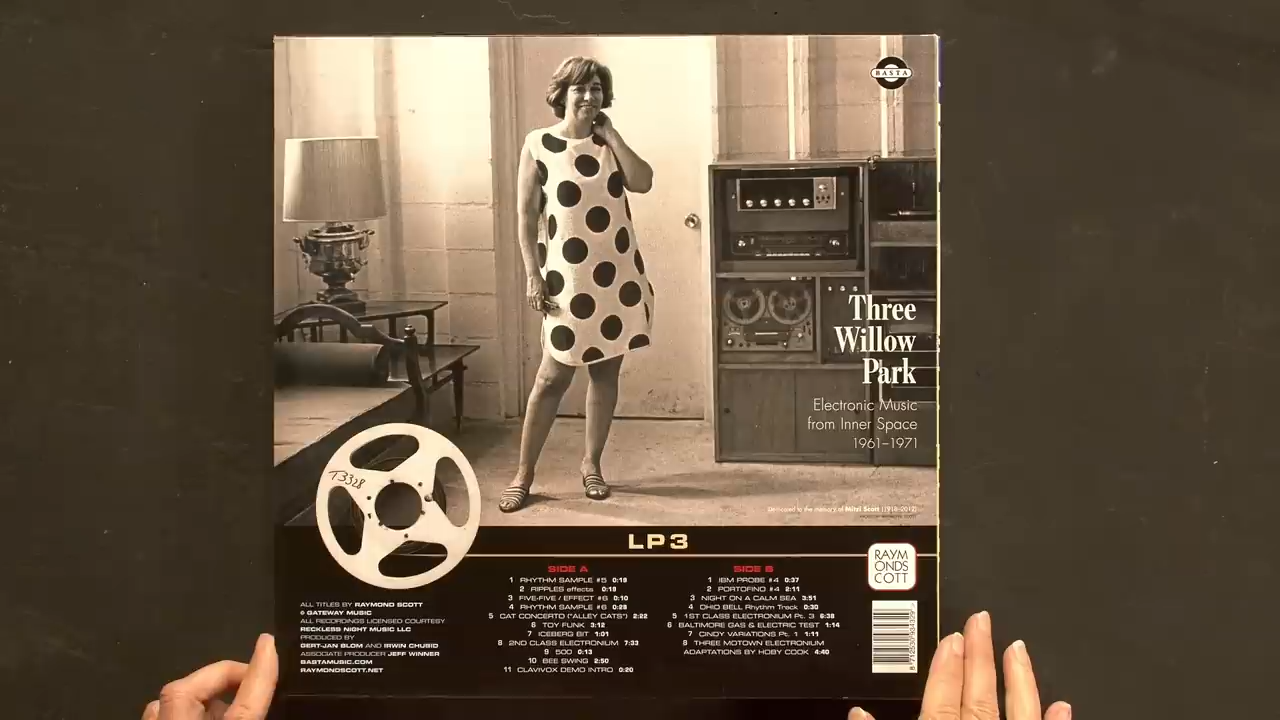 BASTA
Three
Willow
Park
Electronic Music
from Inner Space
1961–1971
T3328
Dedicated to the memory of Mitzi Scott (1918–2012)
LP3
RAYM
ONDS
COTT
SIDE A
1 RHYTHM SAMPLE #5 0:19
2 RIPPLES effects 0:18
3 FIVE-FIVE / EFFECT #6 0:10
4 RHYTHM SAMPLE #6 0:28
5 CAT CONCERTO ("ALLEY CATS") 2:22
6 TOY FUNK 3:12
7 ICEBERG BIT 1:01
8 2ND CLASS ELECTRONIUM 7:33
9 500 0:13
10 BEE SWING 2:50
11 CLAVIVOX DEMO INTRO 0:20
SIDE B
1 IBM PROBE #4 0:37
2 PORTOFINO #4 2:11
3 NIGHT ON A CALM SEA 3:51
4 OHIO BELL Rhythm Track 0:30
5 1ST CLASS ELECTRONIUM Pt. 3 6:38
6 BALTIMORE GAS & ELECTRIC TEST 1:14
7 CINDY VARIATIONS Pt. 1 1:11
8 THREE MOTOWN ELECTRONIUM
ADAPTATIONS BY HOBY COOK 4:40
ALL TITLES BY RAYMOND SCOTT
© GATEWAY MUSIC
ALL RECORDINGS LICENSED COURTESY
RECKLESS NIGHT MUSIC LLC
PRODUCED BY
GERT-JAN BLOM AND IRWIN CHUSID
ASSOCIATE PRODUCER JEFF WINNER
BASTAMUSIC.COM
RAYMONDSCOTT.NET